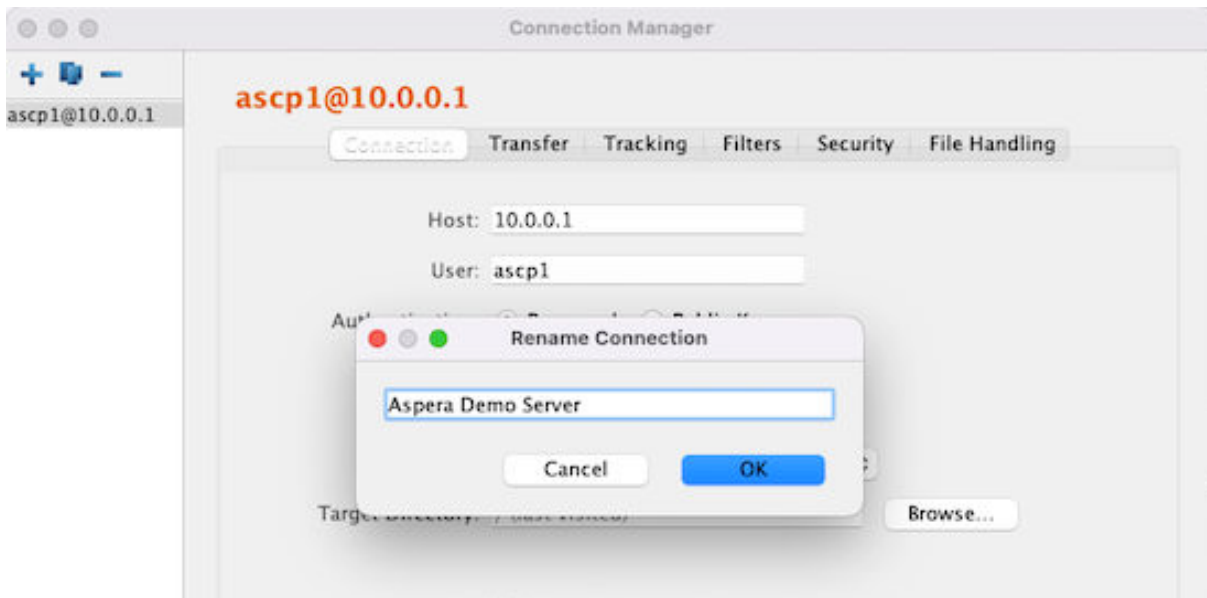 Connection Manager
ascp1@10.0.0.1
ascp1@10.0.0.1
Connection Transfer Tracking Filters Security File Handling
Host: 10.0.0.1
User: ascp1
Rename Connection
Aspera Demo Server
Cancel OK
Browse...